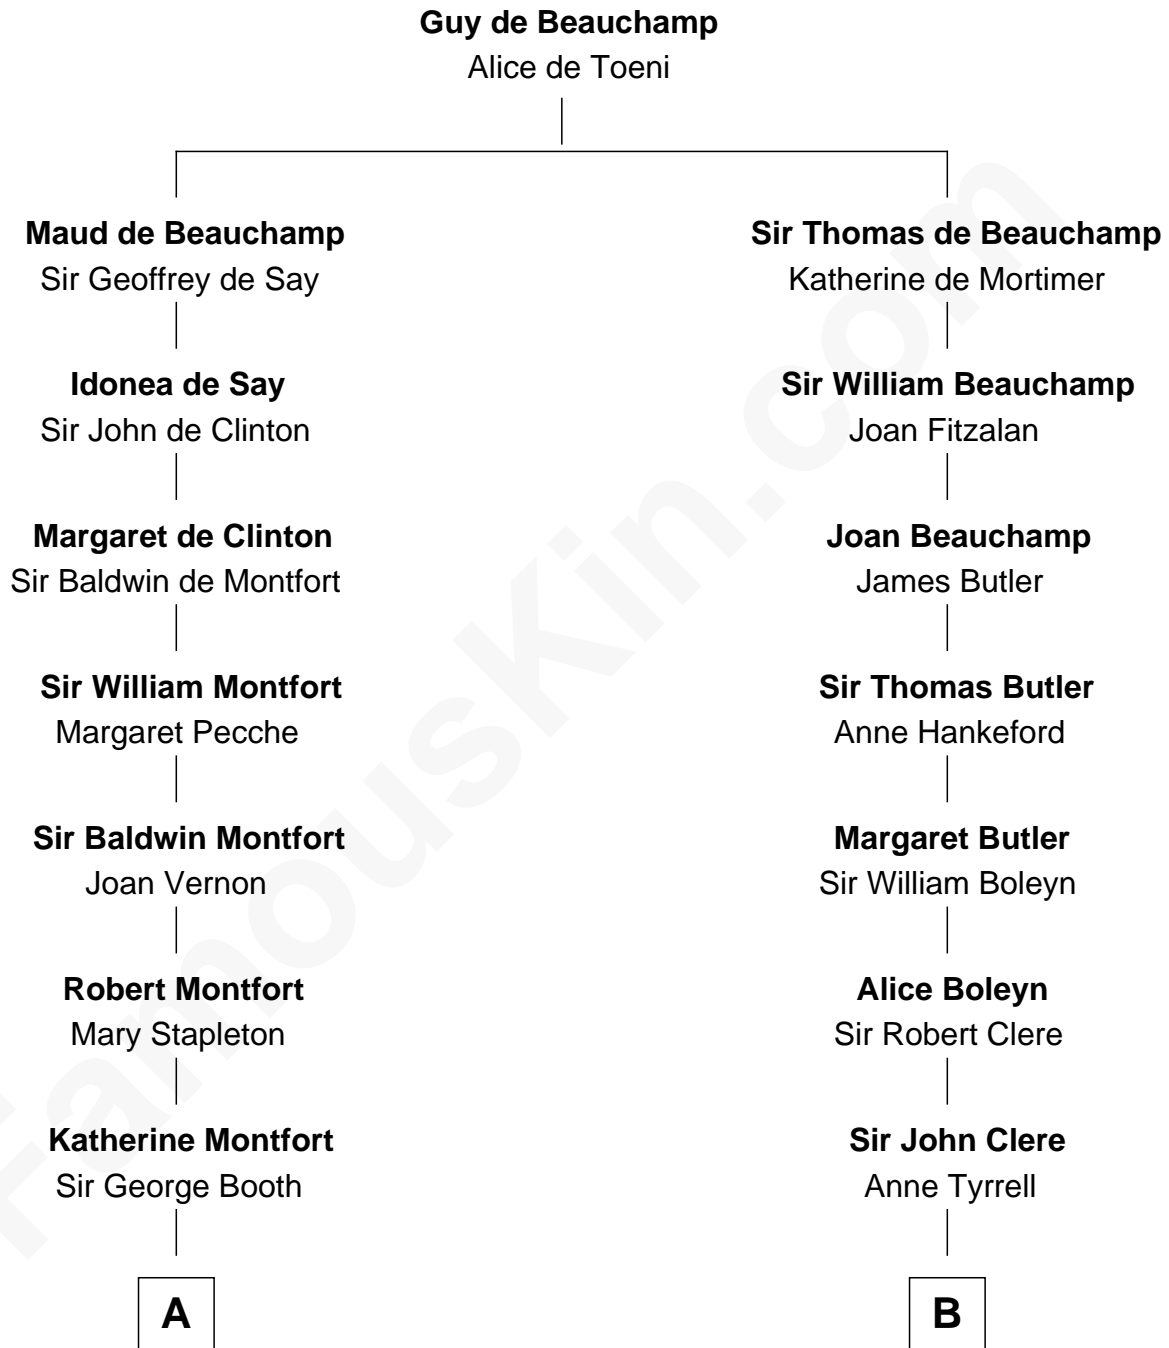 Guy de Beauchamp
Alice de Toeni
Maud de Beauchamp
Sir Geoffrey de Say
Sir Thomas de Beauchamp
Katherine de Mortimer
Idonea de Say
Sir John de Clinton
Sir William Beauchamp
Joan Fitzalan
Margaret de Clinton
Sir Baldwin de Montfort
Joan Beauchamp
James Butler
Sir William Montfort
Margaret Pecche
Sir Thomas Butler
Anne Hankeford
Sir Baldwin Montfort
Joan Vernon
Margaret Butler
Sir William Boleyn
Robert Montfort
Mary Stapleton
Alice Boleyn
Sir Robert Clere
Katherine Montfort
Sir George Booth
Sir John Clere
Anne Tyrrell
A
B
FamousKin.com